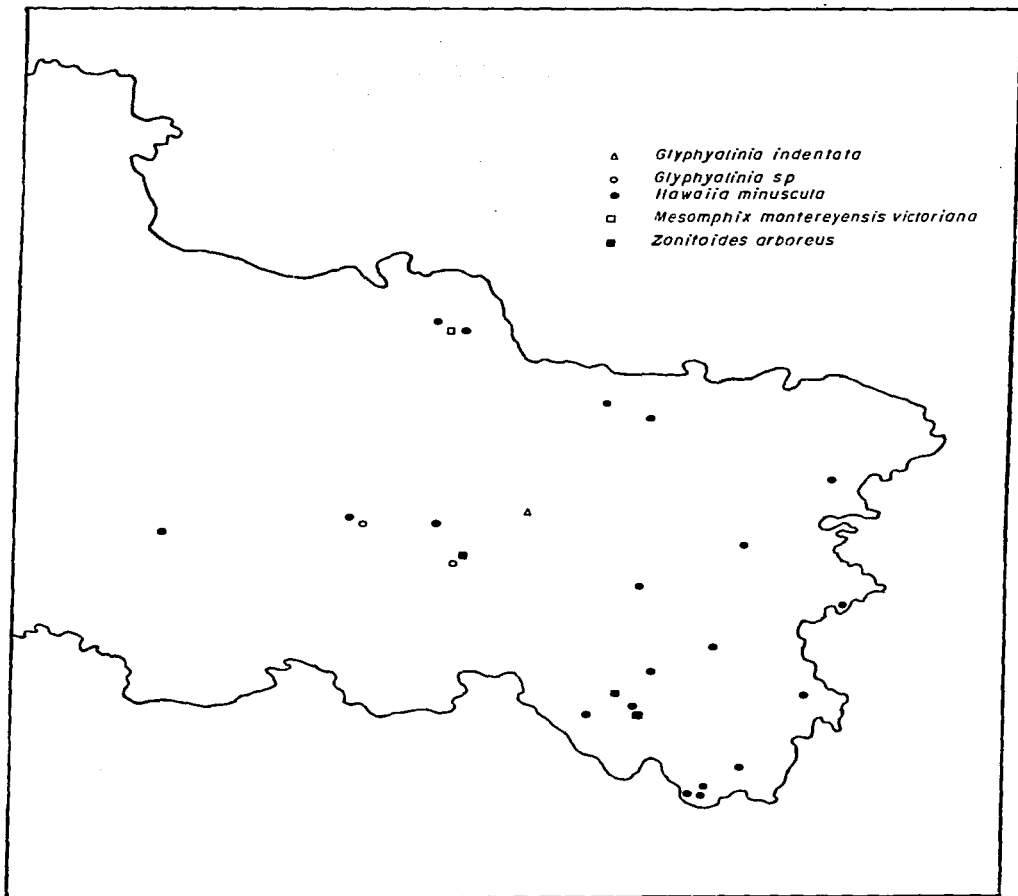 Glyphyalinia indentata
Glyphyalinia sp
Hawaiia minuscula
Mesomphix montereyensis victoriana
Zonitoides arboreus